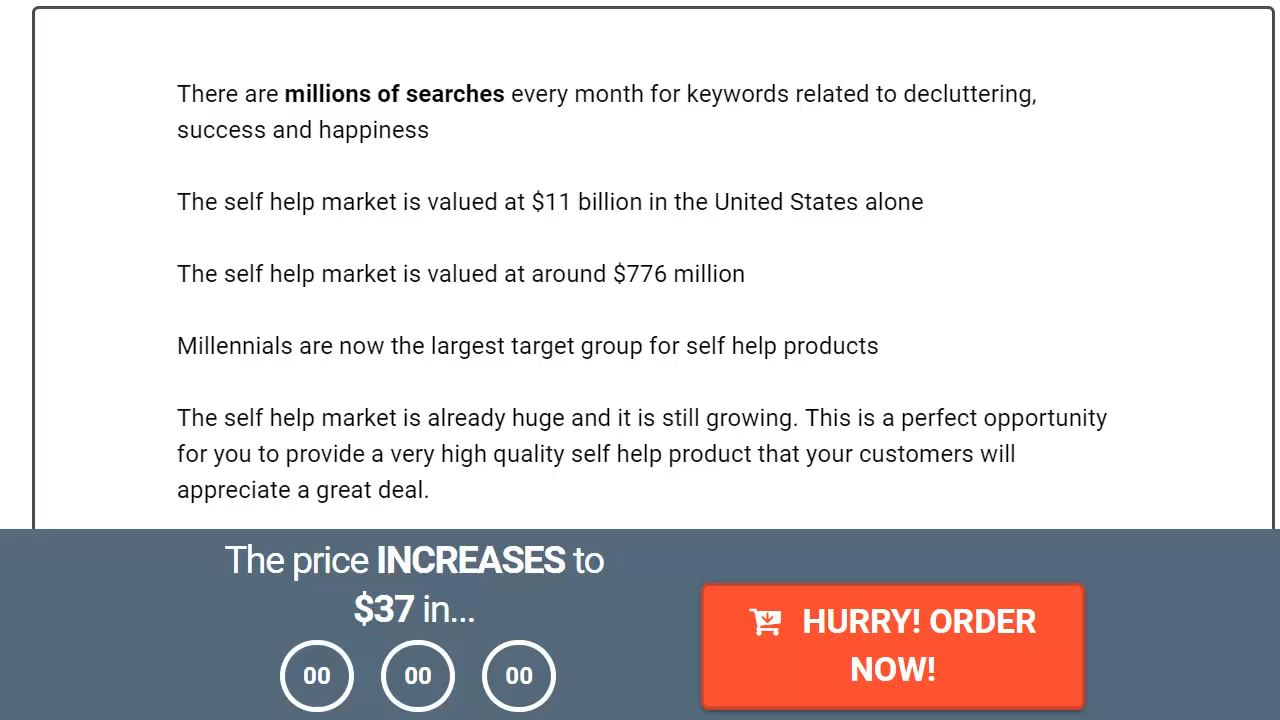 There are millions of searches every month for keywords related to decluttering,
success and happiness
The self help market is valued at $11 billion in the United States alone
The self help market is valued at around $776 million
Millennials are now the largest target group for self help products
The self help market is already huge and it is still growing. This is a perfect opportunity
for you to provide a very high quality self help product that your customers will
appreciate a great deal.
The price INCREASES to
$37 in...
00 00 00
HURRY! ORDER
NOW!